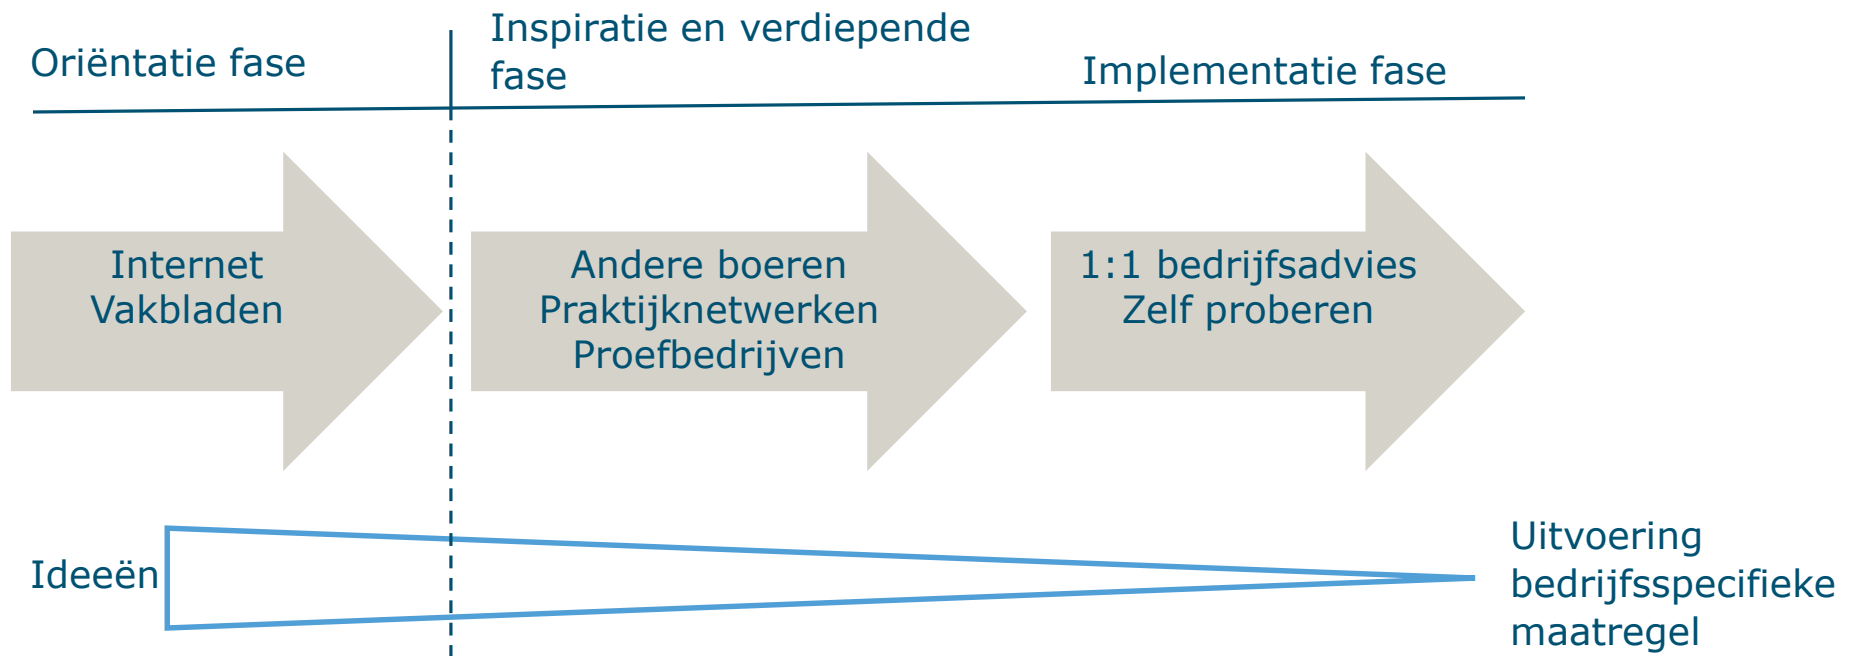 Oriëntatie fase
Inspiratie en verdiepende
fase
Implementatie fase
Internet
Vakbladen
Andere boeren
Praktijknetwerken
Proefbedrijven
1:1 bedrijfsadvies
Zelf proberen
Ideeën
Uitvoering
bedrijfsspecifieke
maatregel